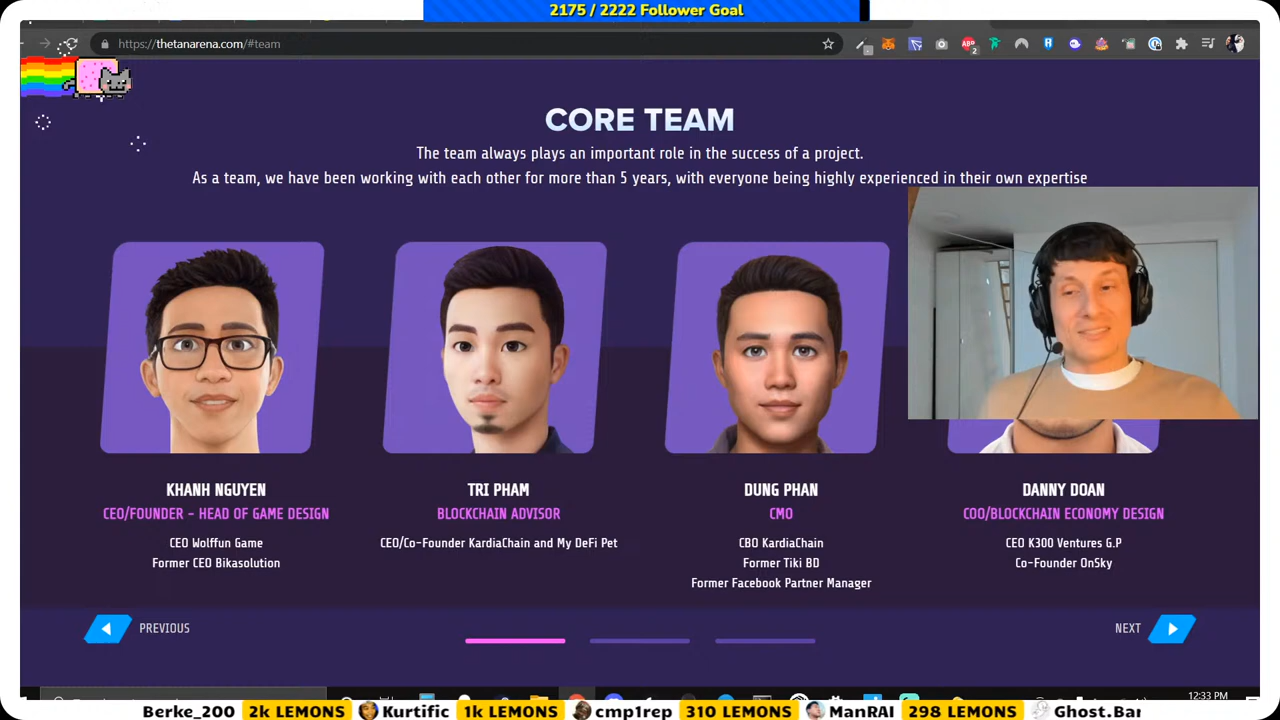 2175 / 2222 Follower Goal
https://thetanarena.com/#team
CORE TEAM
The team always plays an important role in the success of a project.
As a team, we have been working with each other for more than 5 years, with everyone being highly experienced in their own expertise
KHANH NGUYEN
CEO/FOUNDER - HEAD OF GAME DESIGN
CEO Wolffun Game
Former CEO Bikasolution
TRI PHAM
BLOCKCHAIN ADVISOR
CEO/Co-Founder KardiaChain and My DeFi Pet
DUNG PHAN
CMO
CBO KardiaChain
Former Tiki BD
Former Facebook Partner Manager
DANNY DOAN
COO/BLOCKCHAIN ECONOMY DESIGN
CEO K300 Ventures G.P
Co-Founder OnSky
PREVIOUS
NEXT
12:33 PM
Berke_200 2k LEMONS Kurtific 1k LEMONS cmp1rep 310 LEMONS ManRAI 298 LEMONS Ghost.Bar